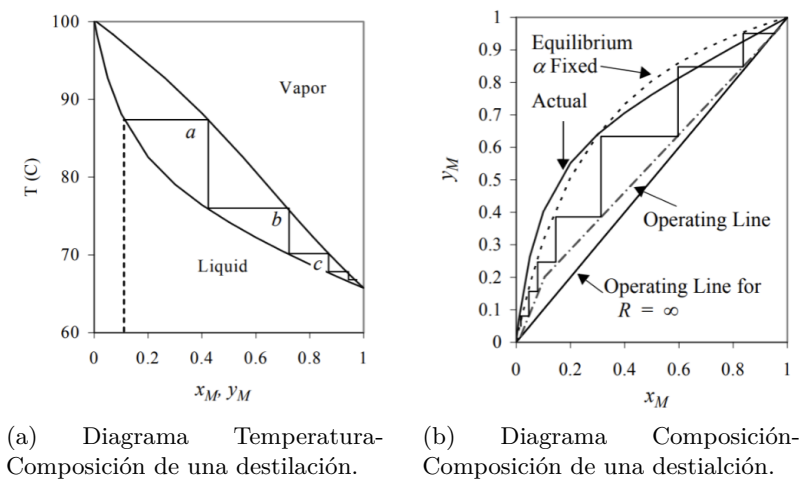 100
90
80
70
60
T (C)
Vapor
a
b
c
Liquid
0 0.2 0.4 0.6 0.8 1
x_M, y_M
1
0.9
0.8
0.7
0.6
0.5
0.4
0.3
0.2
0.1
0
y_M
Equilibrium
α Fixed
Actual
Operating Line
Operating Line for
R = ∞
0 0.2 0.4 0.6 0.8 1
x_M
(a) Diagrama Temperatura-
Composición de una destilación.
(b) Diagrama Composición-
Composición de una destialción.